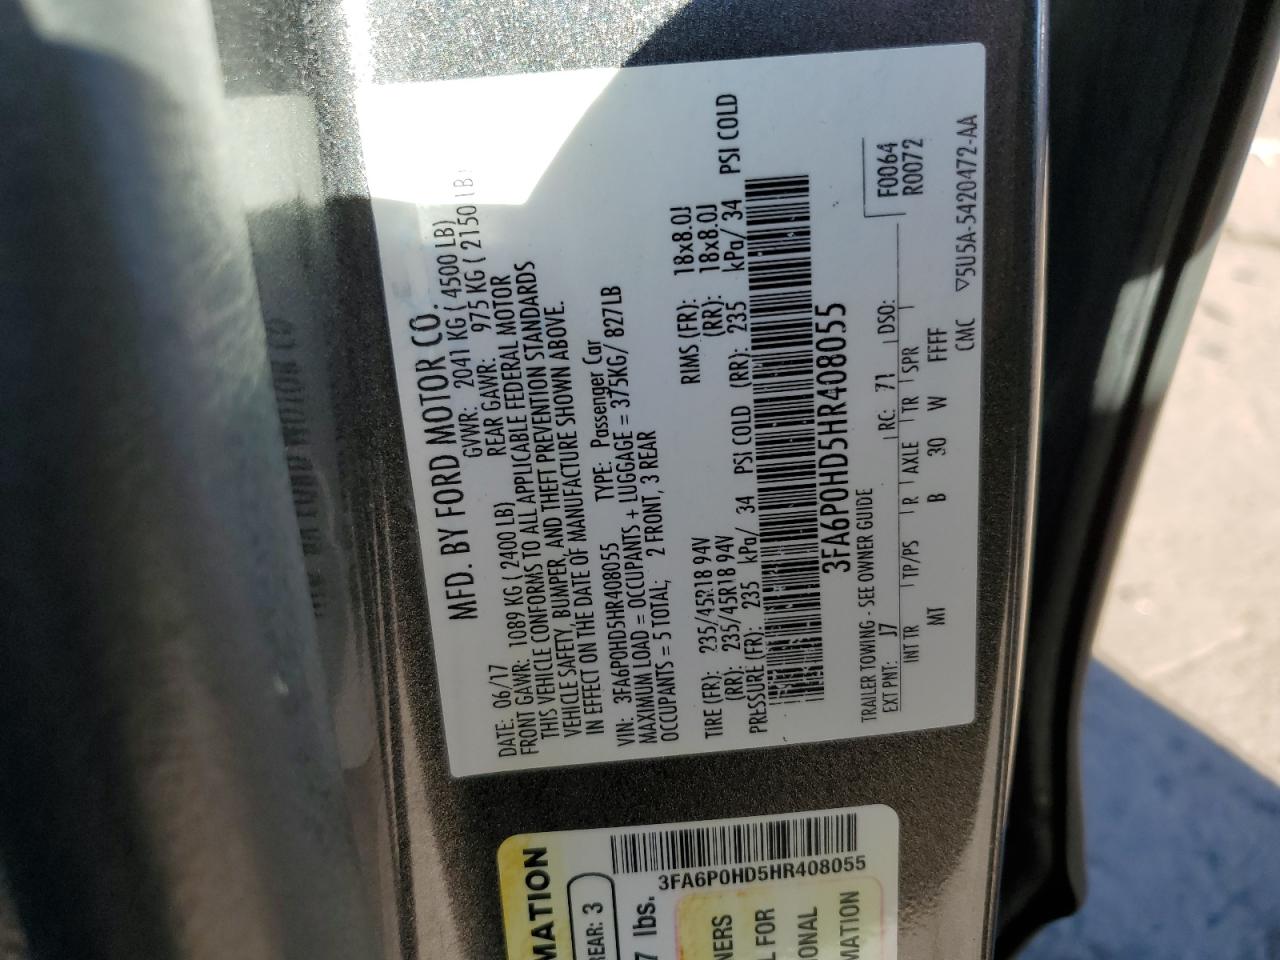 MFD. BY FORD MOTOR CO.
DATE: 06/17 GVWR: 2041 KG ( 4500 LB)
FRONT GAWR: 1089 KG ( 2400 LB) REAR GAWR: 975 KG ( 2150 LB)
THIS VEHICLE CONFORMS TO ALL APPLICABLE FEDERAL MOTOR
VEHICLE SAFETY, BUMPER, AND THEFT PREVENTION STANDARDS
IN EFFECT ON THE DATE OF MANUFACTURE SHOWN ABOVE.
VIN: 3FA6P0HD5HR408055 TYPE: Passenger Car
MAXIMUM LOAD = OCCUPANTS + LUGGAGE = 375KG/ 827LB
OCCUPANTS = 5 TOTAL; 2 FRONT, 3 REAR
TIRE (FR): 235/45R18 94V RIMS (FR): 18x8.0J
(RR): 235/45R18 94V (RR): 18x8.0J
PRESSURE (FR): 235 kPa/ 34 PSI COLD (RR): 235 kPa/ 34 PSI COLD
3FA6P0HD5HR408055
TRAILER TOWING - SEE OWNER GUIDE
F0064
R0072
EXT PNT: J7 RC: 71 DSO:
INT TR TP/PS R AXLE TR SPR
MT B 30 W FFFF
CMC ▽5U5A-5420472-AA
MATION
REAR: 3
3FA6P0HD5HR408055
7 lbs.
NERS
L FOR
ONAL
MATION